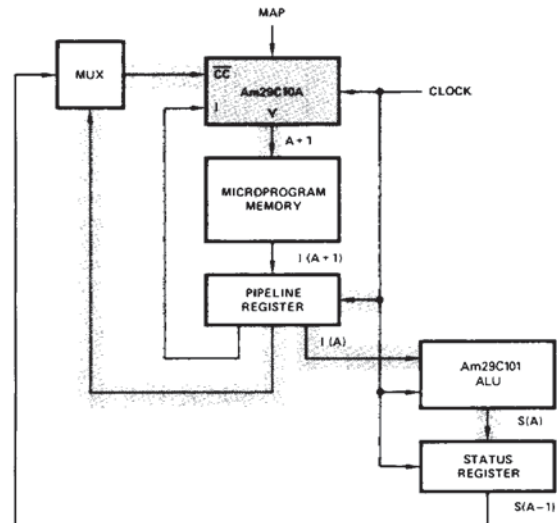 MAP
MUX
CC
Am29C10A
I
Y
CLOCK
A+1
MICROPROGRAM
MEMORY
I (A+1)
PIPELINE
REGISTER
I (A)
Am29C101
ALU
S(A)
STATUS
REGISTER
S(A-1)